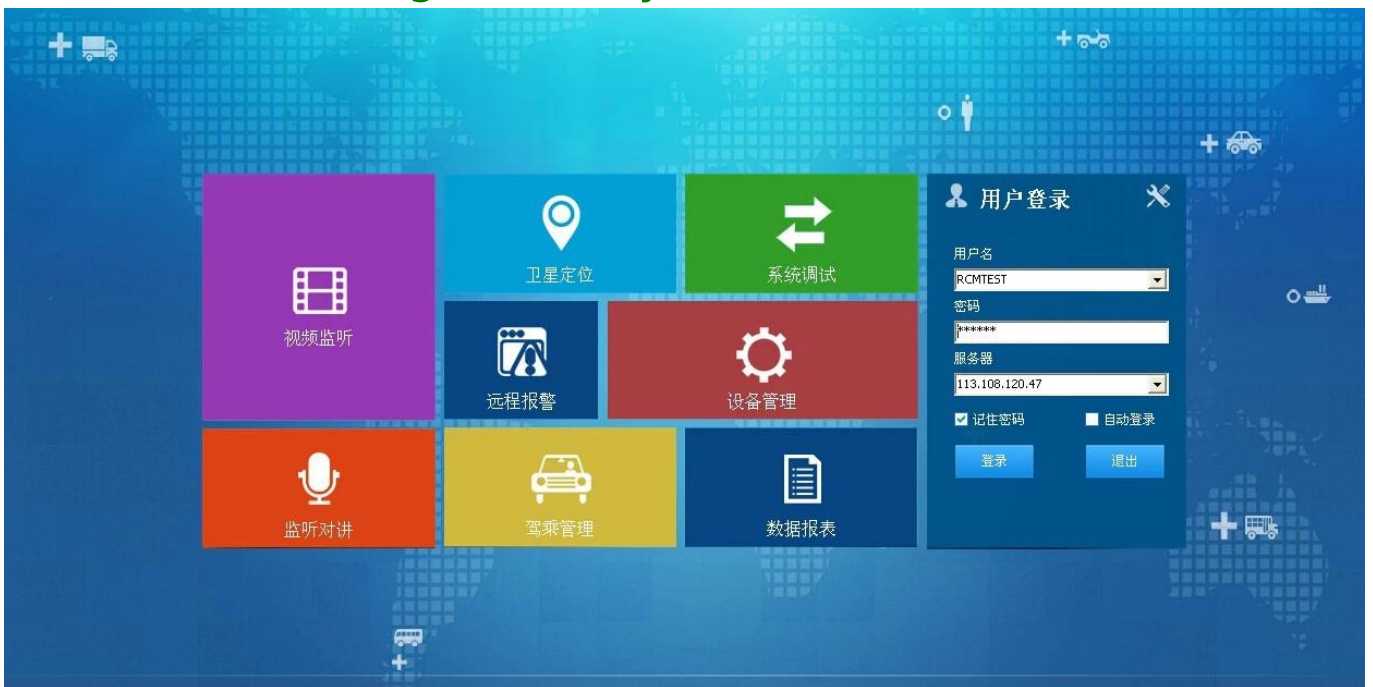 卫星定位
系统调试
视频监听
远程报警
设备管理
监听对讲
驾乘管理
数据报表
用户登录
用户名
RCMTEST
密码
******
服务器
113.108.120.47
记住密码
自动登录
登录
退出